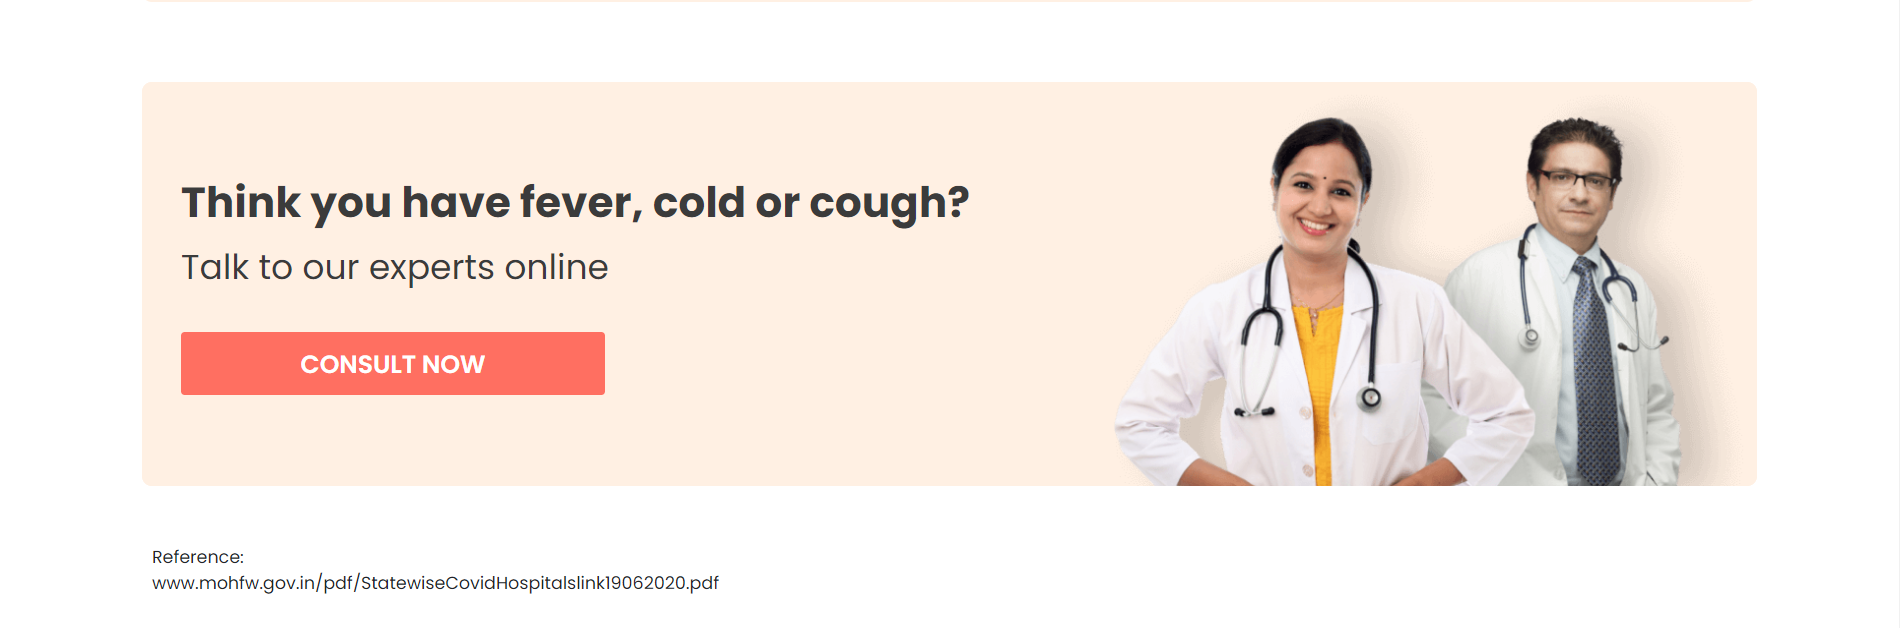 Think you have fever, cold or cough?
Talk to our experts online
CONSULT NOW
Reference:
www.mohfw.gov.in/pdf/StatewiseCovidHospitalslink19062020.pdf